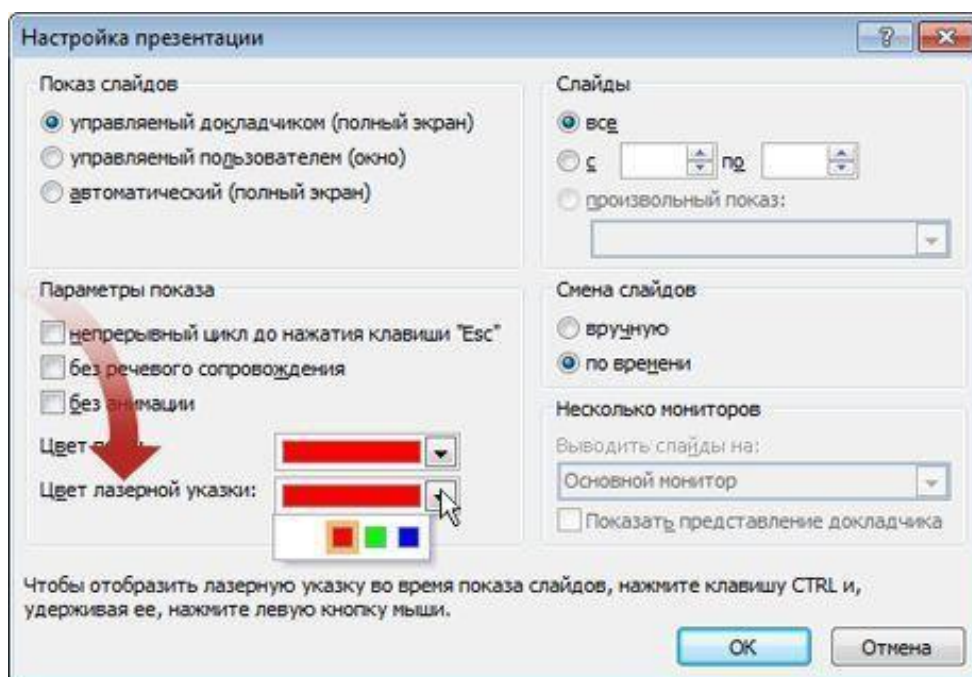 Настройка презентации
Показ слайдов
управляемый докладчиком (полный экран)
управляемый пользователем (окно)
автоматический (полный экран)
Слайды
все
с по
произвольный показ:
Параметры показа
непрерывный цикл до нажатия клавиши "Esc"
без речевого сопровождения
без анимации
Цвет
Цвет лазерной указки:
Смена слайдов
вручную
по времени
Несколько мониторов
Выводить слайды на:
Основной монитор
Показать представление докладчика
Чтобы отобразить лазерную указку во время показа слайдов, нажмите клавишу CTRL и,
удерживая ее, нажмите левую кнопку мыши.
ОК
Отмена